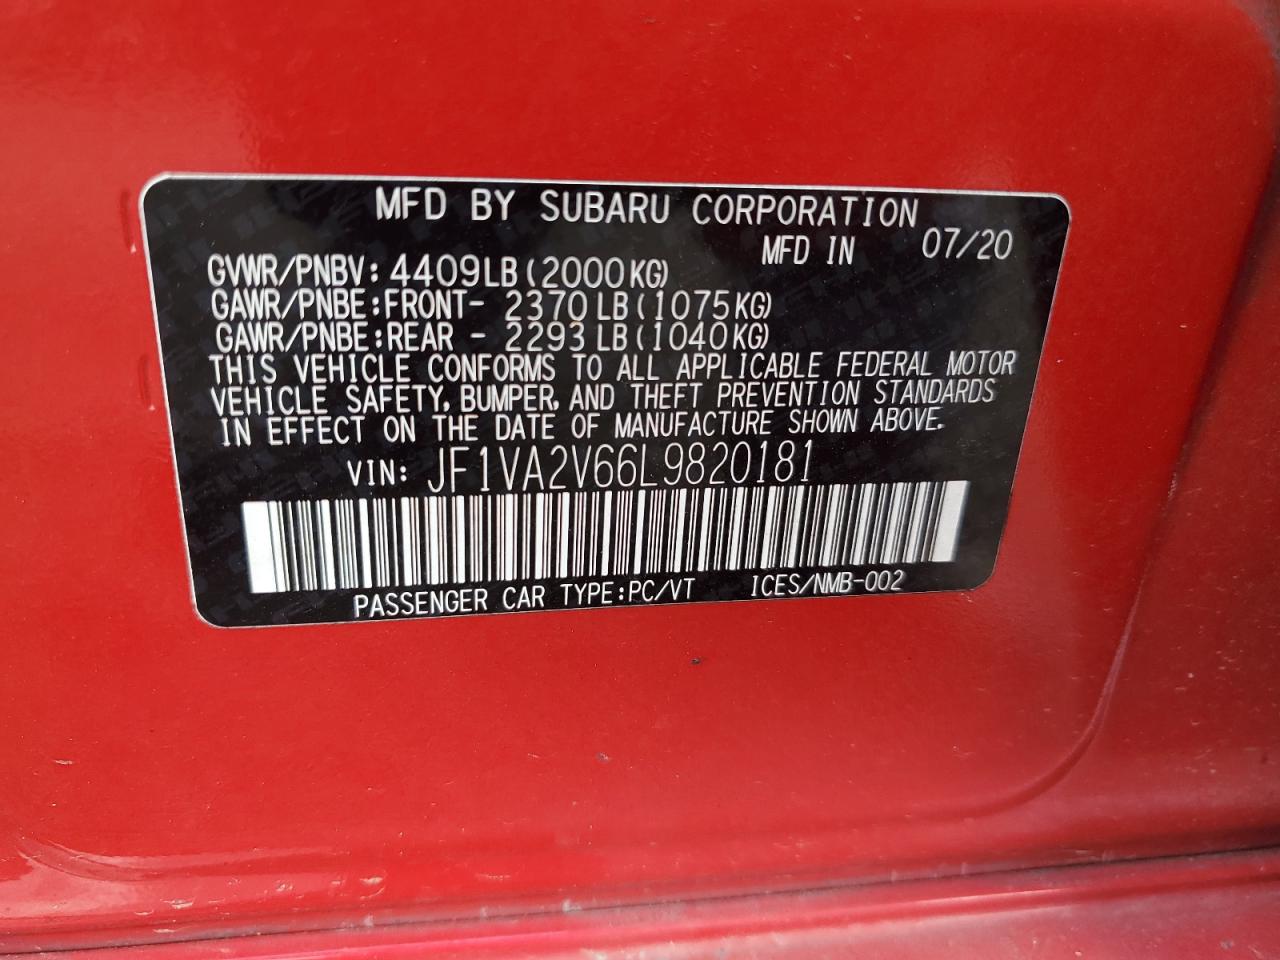 MFD BY SUBARU CORPORATION
MFD IN 07/20
GVWR/PNBV: 4409LB(2000KG)
GAWR/PNBE:FRONT- 2370LB(1075KG)
GAWR/PNBE:REAR - 2293LB(1040KG)
THIS VEHICLE CONFORMS TO ALL APPLICABLE FEDERAL MOTOR
VEHICLE SAFETY, BUMPER, AND THEFT PREVENTION STANDARDS
IN EFFECT ON THE DATE OF MANUFACTURE SHOWN ABOVE.
VIN: JF1VA2V66L9820181
PASSENGER CAR TYPE:PC/VT ICES/NMB-002